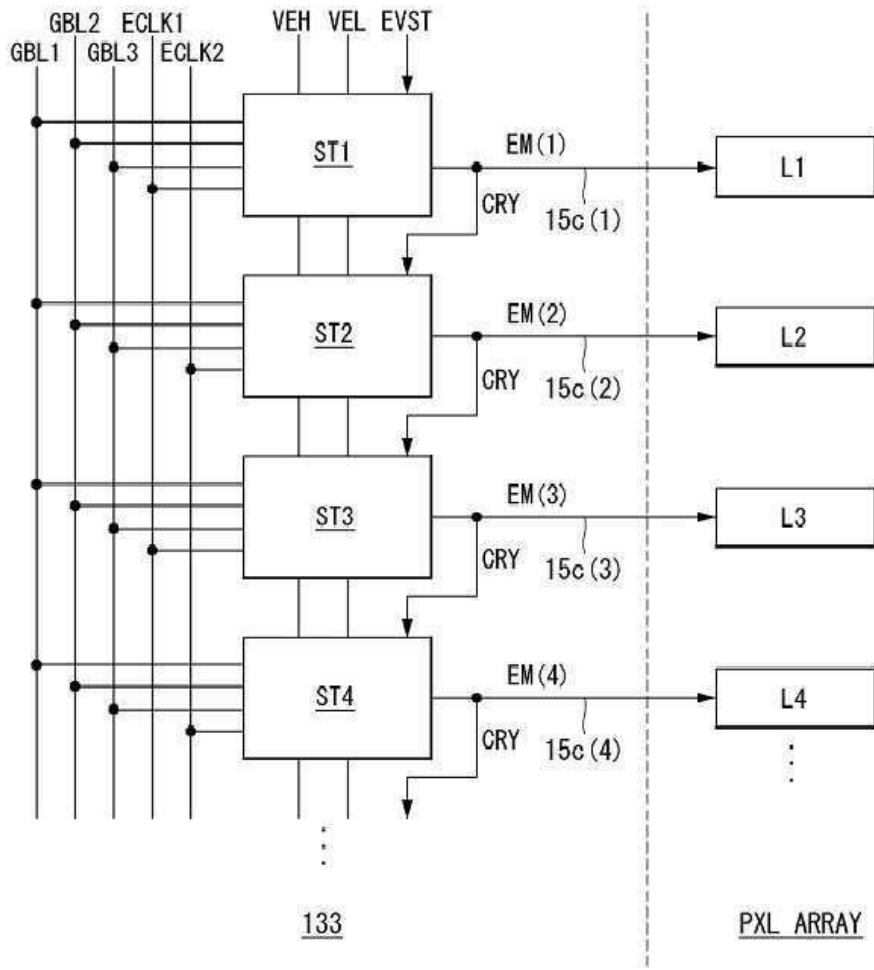 GBL2 ECLK1 VEH VEL EVST
GBL1 GBL3 ECLK2
ST1
EM(1)
CRY
15c(1)
L1
ST2
EM(2)
CRY
15c(2)
L2
ST3
EM(3)
CRY
15c(3)
L3
ST4
EM(4)
CRY
15c(4)
L4
133
PXL ARRAY